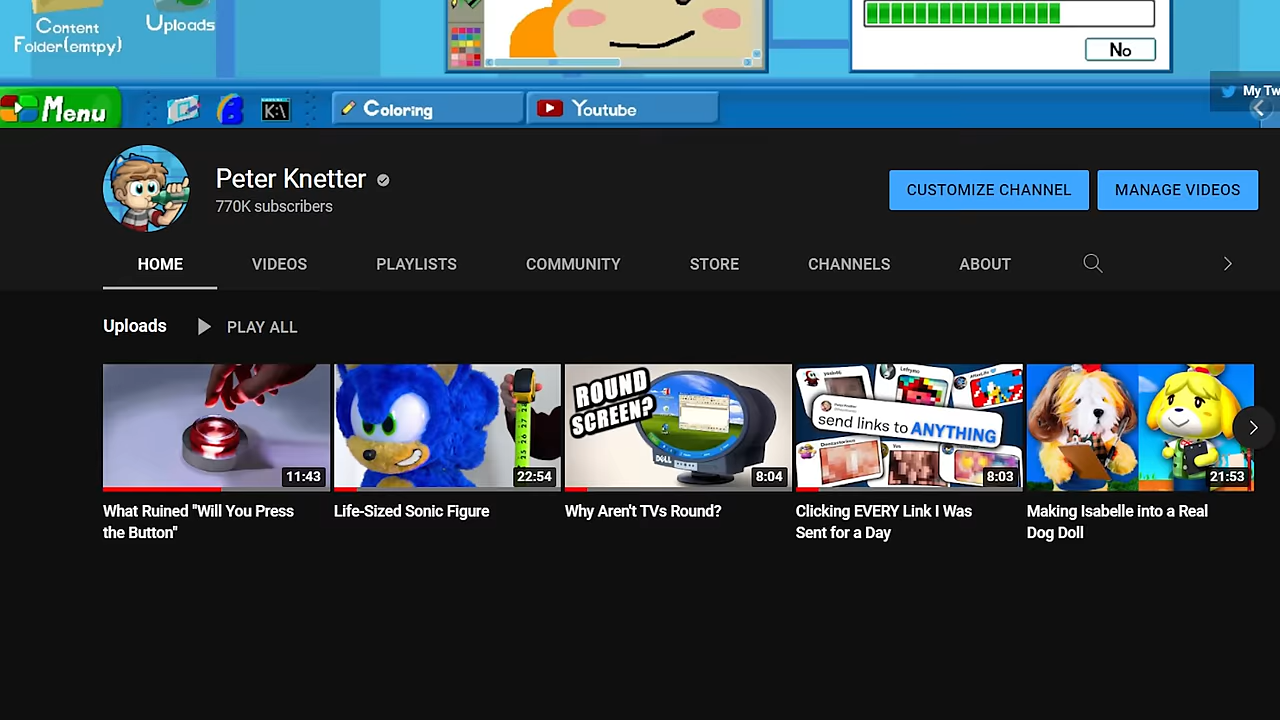 Content
Folder(emtpy)
Uploads
No
Menu
K:\
Coloring
Youtube
My Tw
Peter Knetter
770K subscribers
CUSTOMIZE CHANNEL
MANAGE VIDEOS
HOME
VIDEOS
PLAYLISTS
COMMUNITY
STORE
CHANNELS
ABOUT
Uploads
PLAY ALL
11:43
22:54
ROUND
SCREEN?
DELL
8:04
send links to ANYTHING
8:03
21:53
What Ruined "Will You Press
the Button"
Life-Sized Sonic Figure
Why Aren't TVs Round?
Clicking EVERY Link I Was
Sent for a Day
Making Isabelle into a Real
Dog Doll